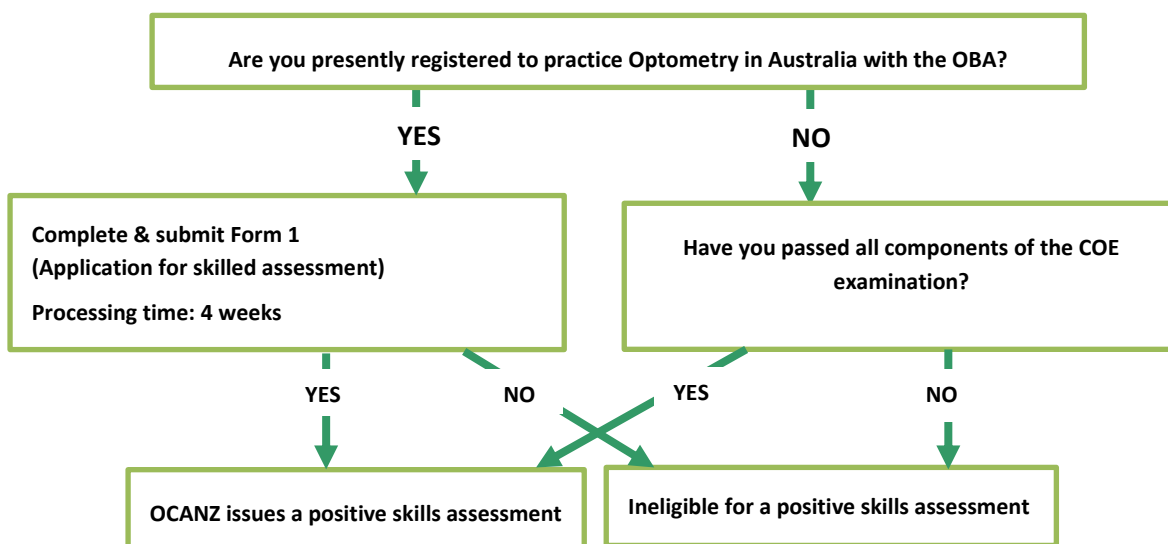 Are you presently registered to practice Optometry in Australia with the OBA?
YES
NO
Complete & submit Form 1
(Application for skilled assessment)
Processing time: 4 weeks
Have you passed all components of the COE
examination?
YES
NO
YES
NO
OCANZ issues a positive skills assessment
Ineligible for a positive skills assessment